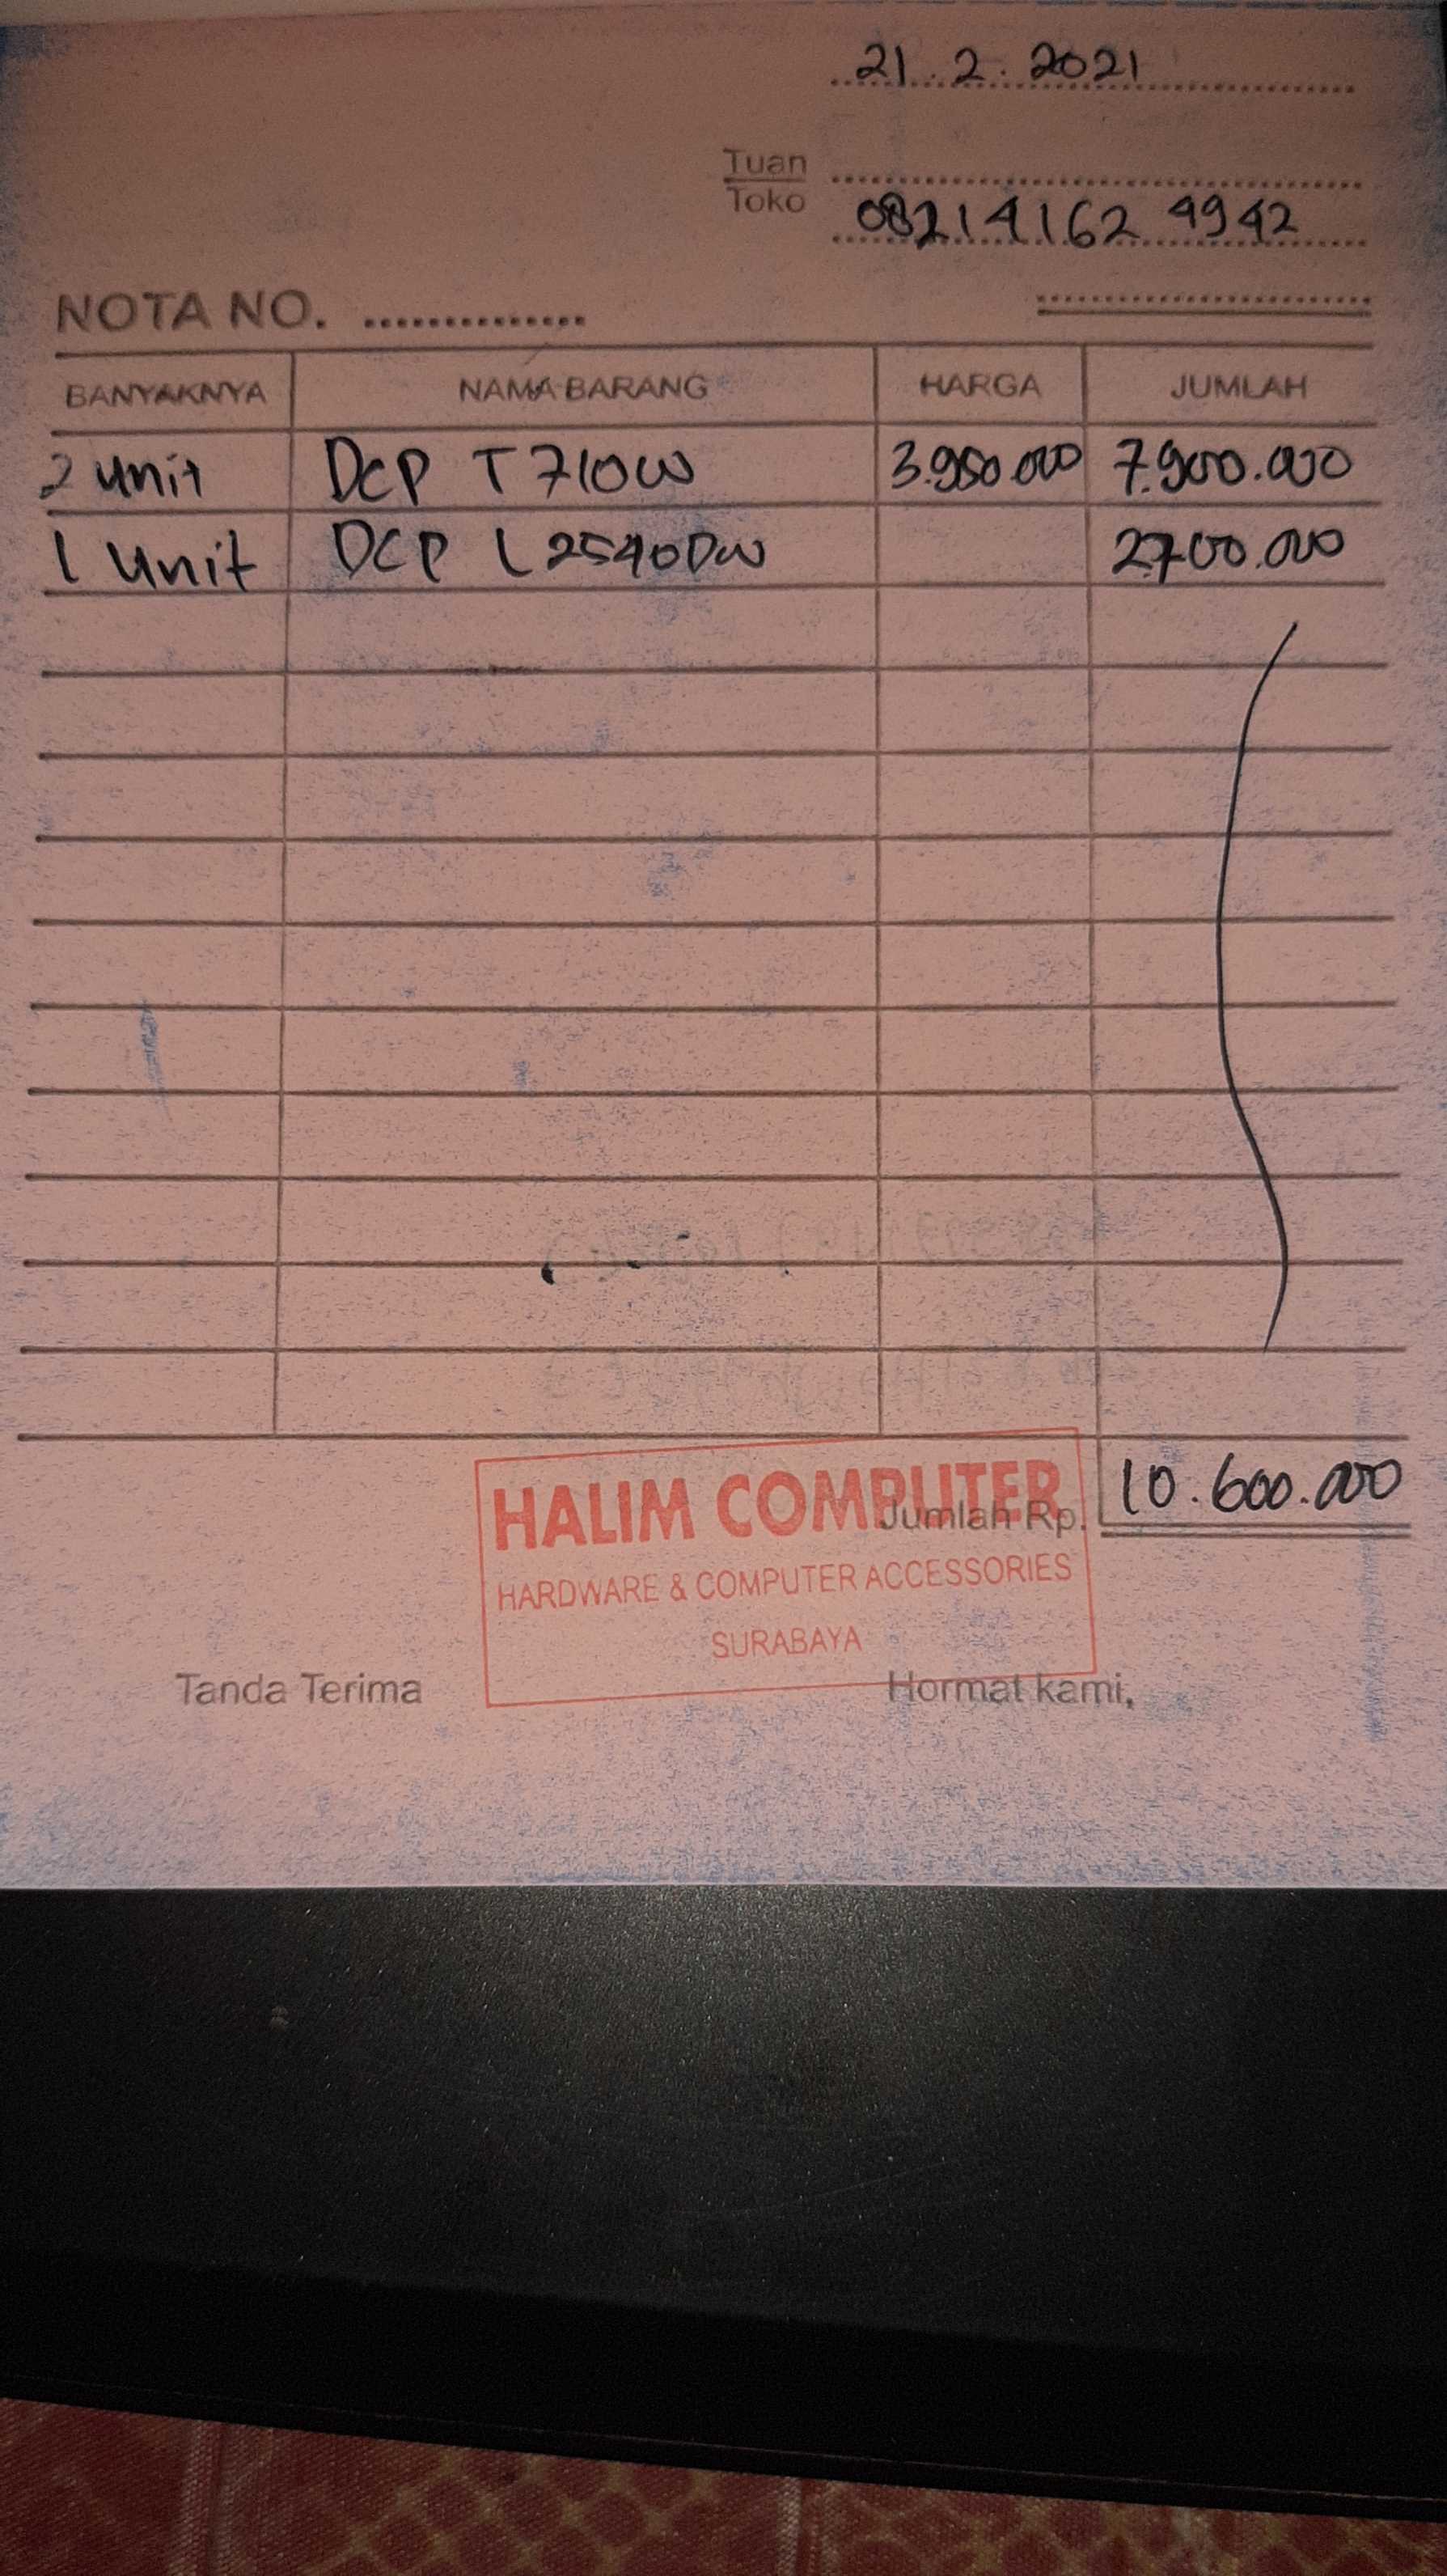 21.2.2021
Tuan
Toko
08214162 4942
NOTA NO. ..............
BANYAKNYA NAMA BARANG HARGA JUMLAH
2 Unit DCP T710W 3.950.000 7.900.000
1 Unit DCP L2540DW 2.700.000
HALIM COMPUTER
Jumlah Rp. 10.600.000
HARDWARE & COMPUTER ACCESSORIES
SURABAYA
Tanda Terima Hormat kami,